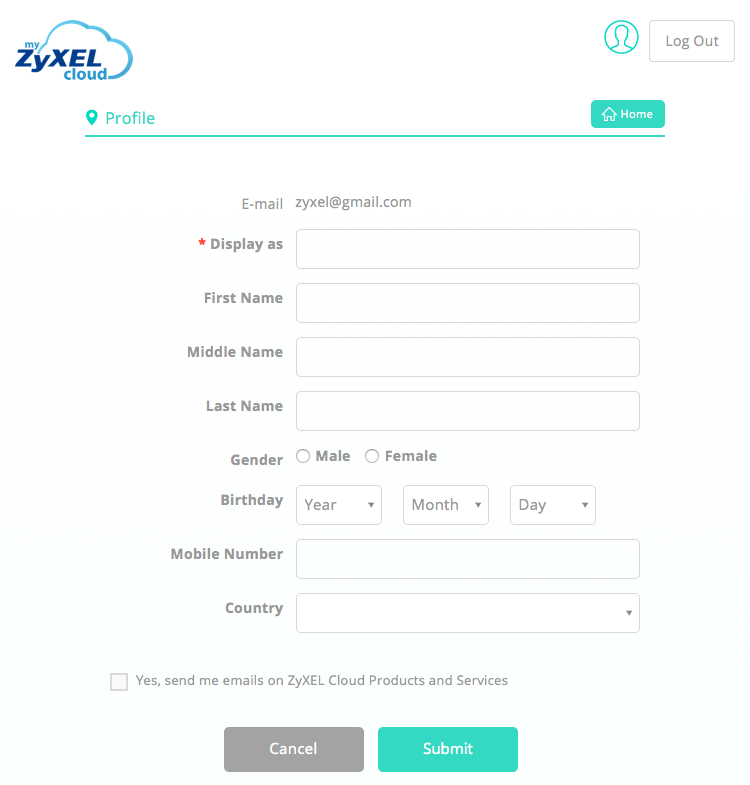 my
ZyXEL
cloud
Log Out
Profile
Home
E-mail zyxel@gmail.com
* Display as
First Name
Middle Name
Last Name
Gender Male Female
Birthday Year Month Day
Mobile Number
Country
Yes, send me emails on ZyXEL Cloud Products and Services
Cancel Submit